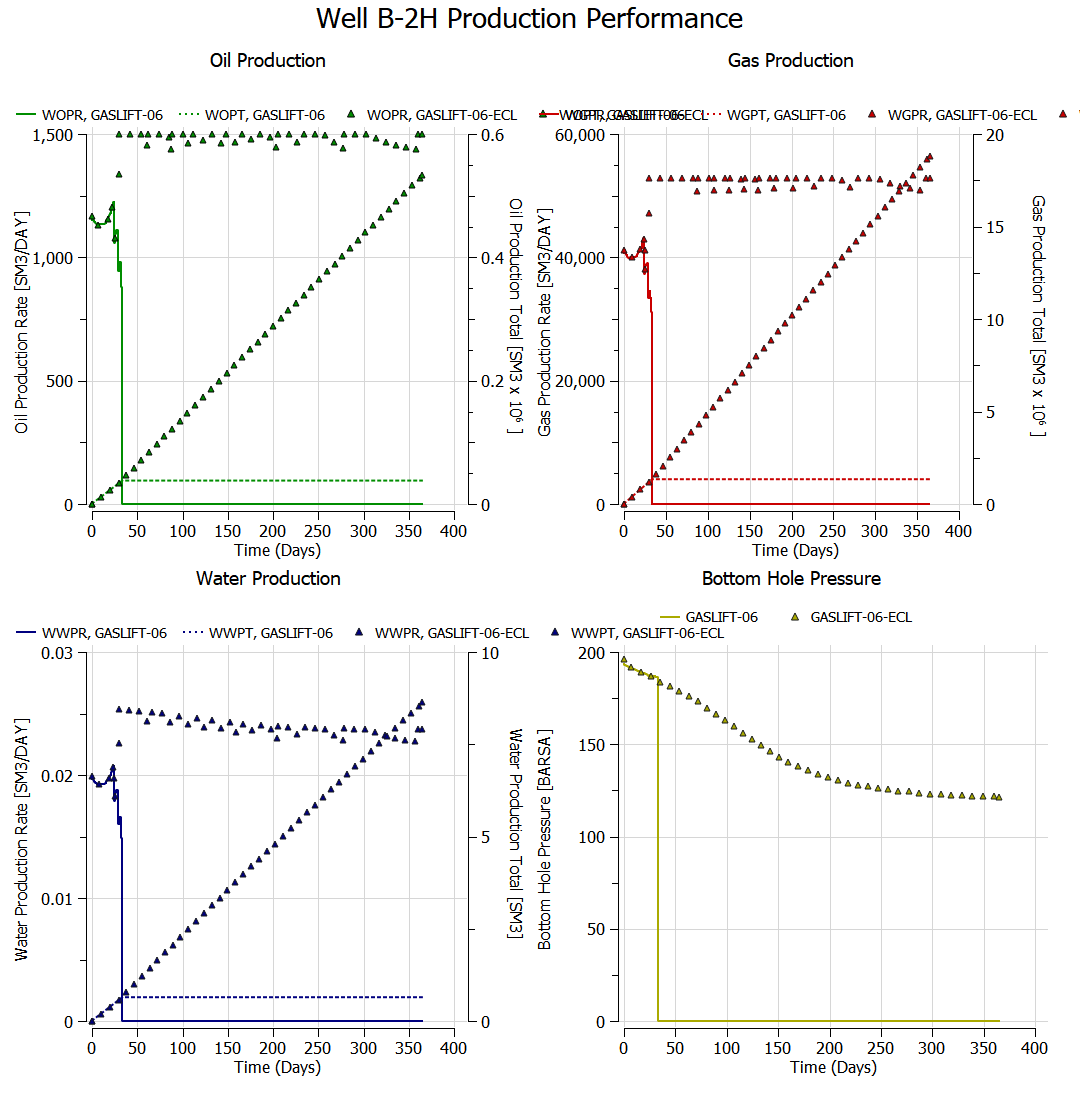 Well B-2H Production Performance
Oil Production
WOPR, GASLIFT-06 WOPT, GASLIFT-06 WOPR, GASLIFT-06-ECL WOPT, GASLIFT-06-ECL
1,500
1,000
500
0
Oil Production Rate [SM3/DAY]
0.6
0.4
0.2
0
Oil Production Total [SM3 x 10⁶ ]
0 50 100 150 200 250 300 350 400
Time (Days)
Gas Production
WGPR, GASLIFT-06 WGPT, GASLIFT-06 WGPR, GASLIFT-06-ECL W
60,000
40,000
20,000
0
Gas Production Rate [SM3/DAY]
20
15
10
5
0
Gas Production Total [SM3 x 10⁶ ]
0 50 100 150 200 250 300 350 400
Time (Days)
Water Production
WWPR, GASLIFT-06 WWPT, GASLIFT-06 WWPR, GASLIFT-06-ECL WWPT, GASLIFT-06-ECL
0.03
0.02
0.01
0
Water Production Rate [SM3/DAY]
10
5
0
Water Production Total [SM3]
0 50 100 150 200 250 300 350 400
Time (Days)
Bottom Hole Pressure
GASLIFT-06 GASLIFT-06-ECL
200
150
100
50
0
Bottom Hole Pressure [BARSA]
0 50 100 150 200 250 300 350 400
Time (Days)